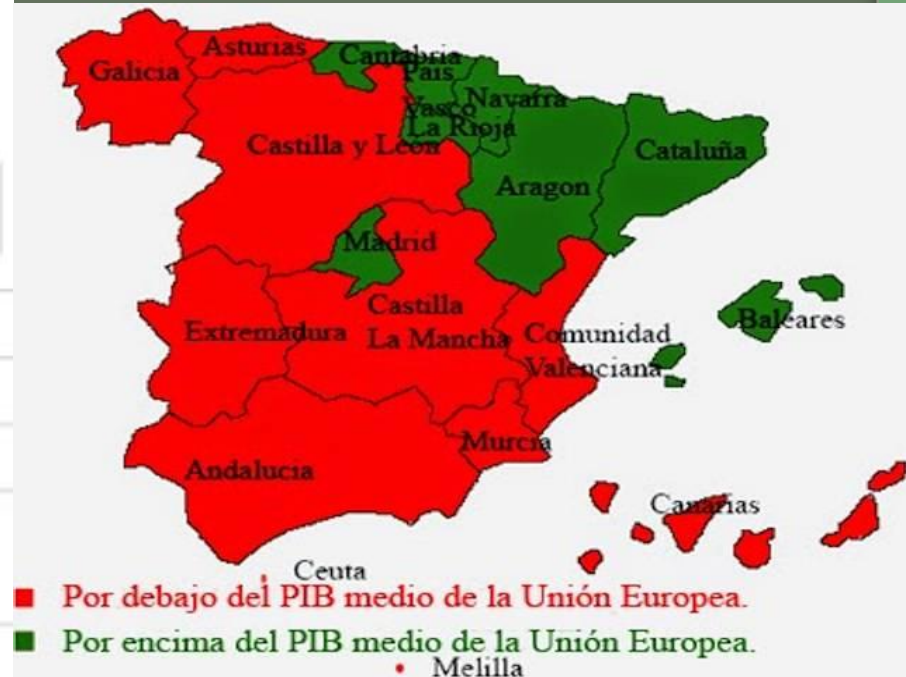 Asturias
Cantabria
Galicia
Pais
Vasco
Navarra
La Rioja
Castilla y León
Cataluña
Aragon
Madrid
Castilla
La Mancha
Extremadura
Comunidad
Valenciana
Baleares
Murcia
Andalucia
Canarias
Ceuta
Por debajo del PIB medio de la Unión Europea.
Por encima del PIB medio de la Unión Europea.
Melilla